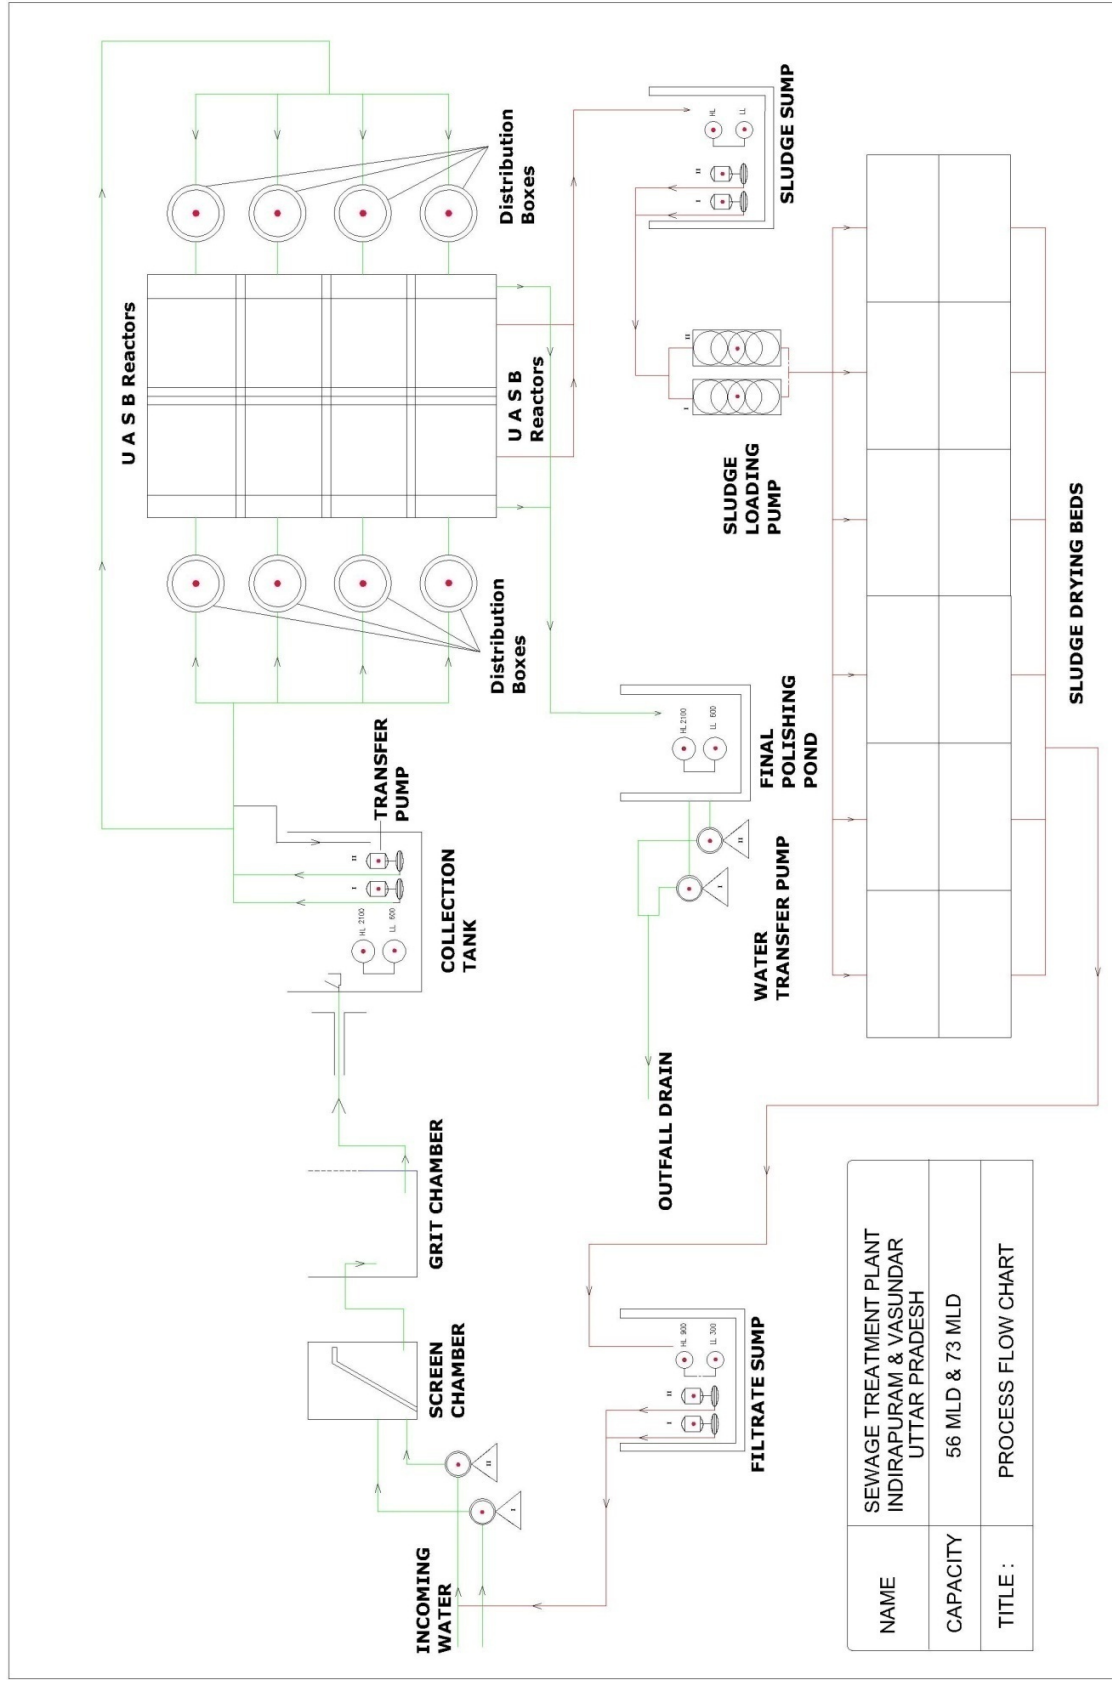 U A S B Reactors
Distribution
Boxes
U A S B
Reactors
Distribution
Boxes
TRANSFER
PUMP
I
II
HL 2100
LL 600
COLLECTION
TANK
GRIT CHAMBER
SCREEN
CHAMBER
INCOMING
WATER
I
II
SLUDGE SUMP
HL
LL
I
II
SLUDGE
LOADING
PUMP
I
II
FINAL
POLISHING
POND
HL 2100
LL 600
WATER
TRANSFER PUMP
I
II
OUTFALL DRAIN
SLUDGE DRYING BEDS
FILTRATE SUMP
HL 900
LL 300
I
II
NAME
SEWAGE TREATMENT PLANT
INDIRAPURAM & VASUNDAR
UTTAR PRADESH
CAPACITY
56 MLD & 73 MLD
TITLE :
PROCESS FLOW CHART